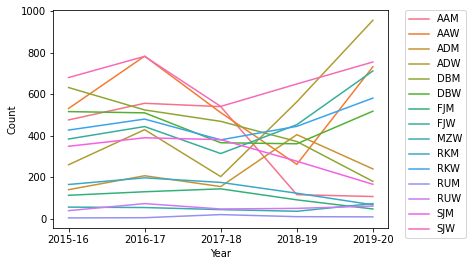 1000
800
600
400
200
0
Count
2015-16
2016-17
2017-18
2018-19
2019-20
Year
AAM
AAW
ADM
ADW
DBM
DBW
FJM
FJW
MZW
RKM
RKW
RUM
RUW
SJM
SJW